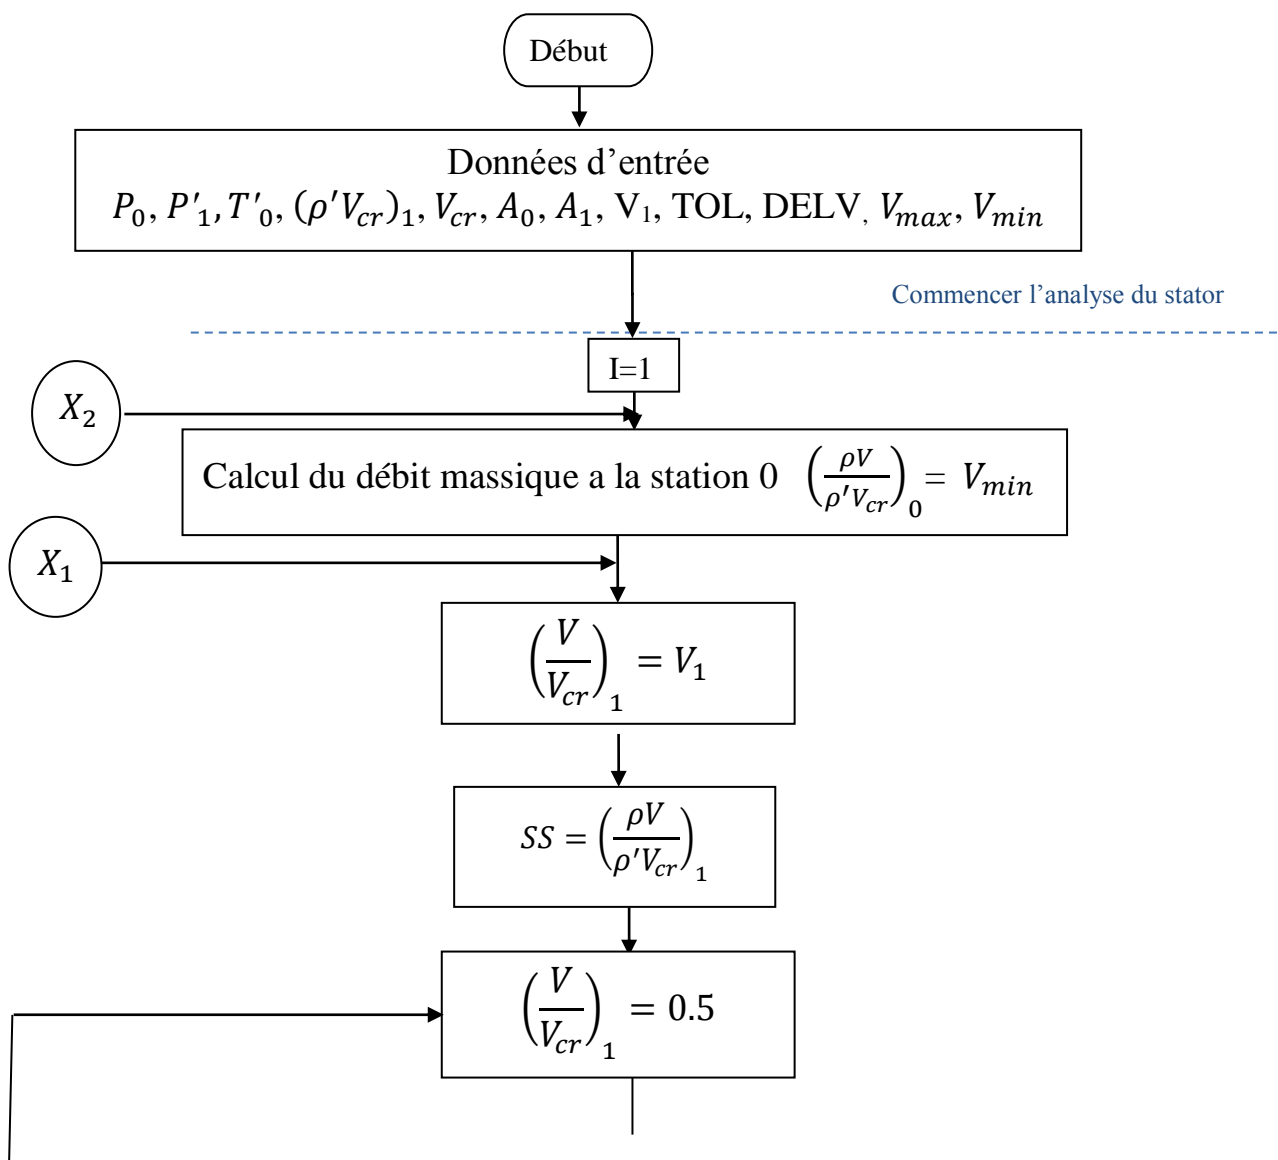 Début
Données d’entrée
P₀, P'₁, T'₀, (ρ'V_cr)₁, V_cr, A₀, A₁, V₁, TOL, DELV, V_max, V_min
Commencer l’analyse du stator
I=1
X₂
Calcul du débit massique a la station 0 (ρV/ρ'V_cr)₀ = V_min
X₁
(V/V_cr)₁ = V₁
SS = (ρV/ρ'V_cr)₁
(V/V_cr)₁ = 0.5